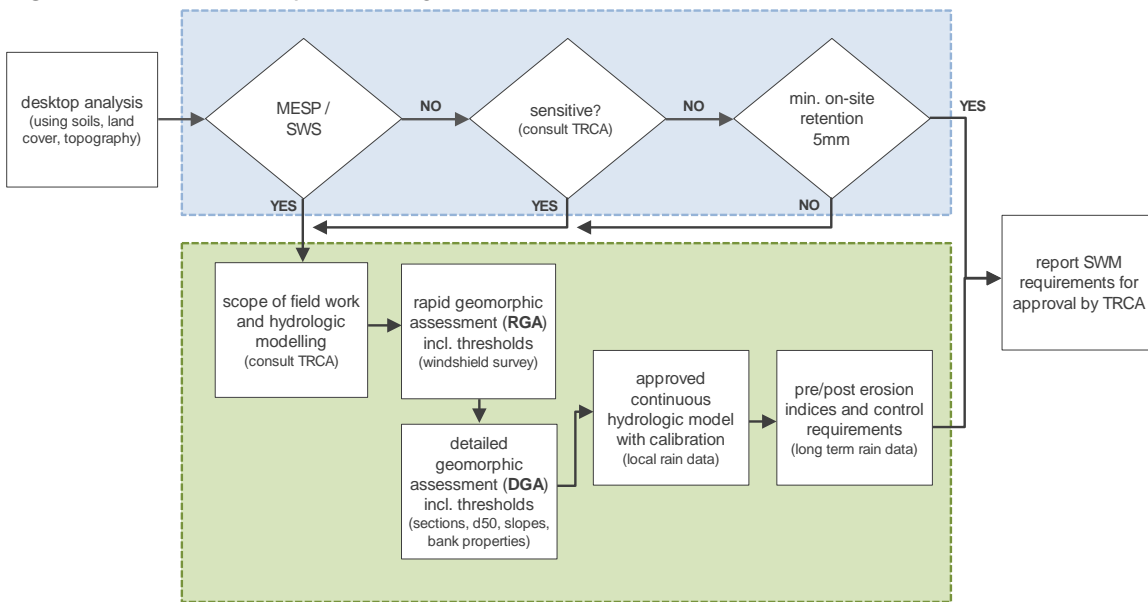 desktop analysis
(using soils, land
cover, topography)
MESP /
SWS
NO
sensitive?
(consult TRCA)
NO
min. on-site
retention
5mm
YES
YES
YES
NO
scope of field work
and hydrologic
modelling
(consult TRCA)
rapid geomorphic
assessment (RGA)
incl. thresholds
(windshield survey)
detailed
geomorphic
assessment (DGA)
incl. thresholds
(sections, d50, slopes,
bank properties)
approved
continuous
hydrologic model
with calibration
(local rain data)
pre/post erosion
indices and control
requirements
(long term rain data)
report SWM
requirements for
approval by TRCA